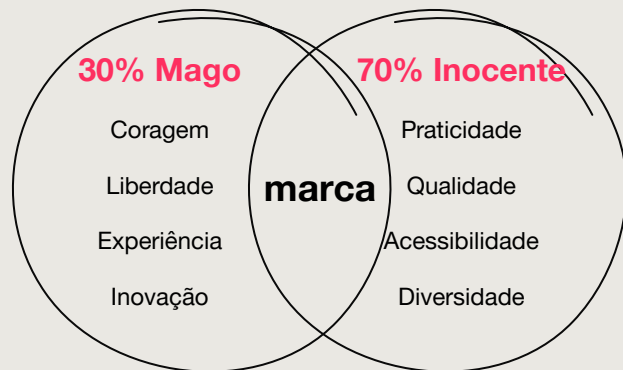 30% Mago
Coragem
Liberdade
Experiência
Inovação
marca
70% Inocente
Praticidade
Qualidade
Acessibilidade
Diversidade